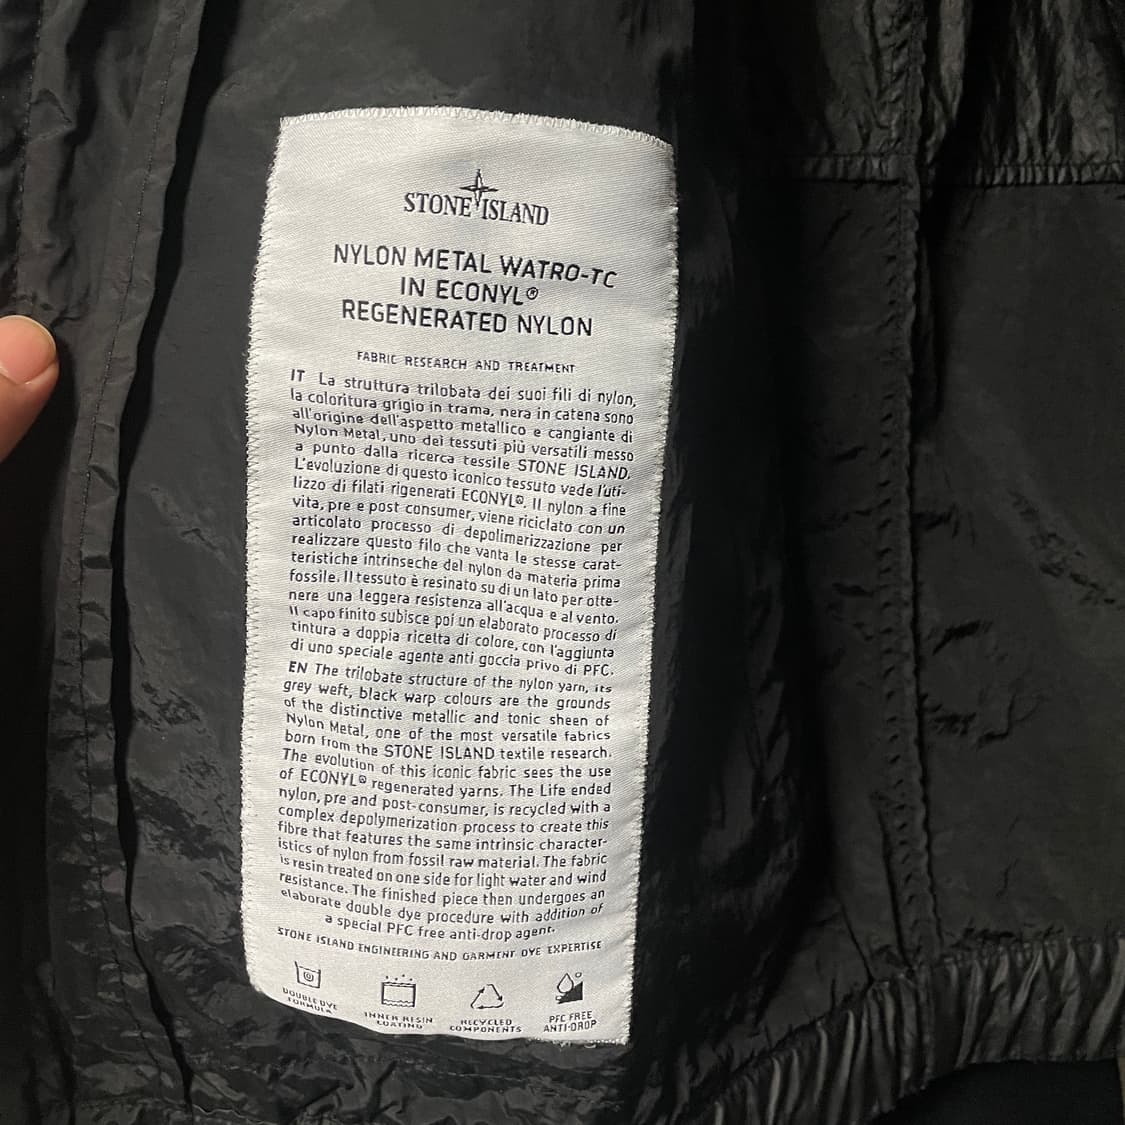 STONE ISLAND
NYLON METAL WATRO-TC
IN ECONYL®
REGENERATED NYLON
FABRIC RESEARCH AND TREATMENT
IT La struttura trilobata dei suoi fili di nylon,
la coloritura grigio in trama, nera in catena sono
all'origine dell'aspetto metallico e cangiante di
Nylon Metal, uno dei tessuti più versatili messo
a punto dalla ricerca tessile STONE ISLAND.
L'evoluzione di questo iconico tessuto vede l'uti-
lizzo di filati rigenerati ECONYL®. Il nylon a fine
vita, pre e post consumer, viene riciclato con un
articolato processo di depolimerizzazione per
realizzare questo filo che vanta le stesse carat-
teristiche intrinseche del nylon da materia prima
fossile. Il tessuto è resinato su di un lato per otte-
nere una leggera resistenza all'acqua e al vento.
Il capo finito subisce poi un elaborato processo di
tintura a doppia ricetta di colore, con l'aggiunta
di uno speciale agente anti goccia privo di PFC.
EN The trilobate structure of the nylon yarn, its
grey weft, black warp colours are the grounds
of the distinctive metallic and tonic sheen of
Nylon Metal, one of the most versatile fabrics
born from the STONE ISLAND textile research.
The evolution of this iconic fabric sees the use
of ECONYL® regenerated yarns. The Life ended
nylon, pre and post-consumer, is recycled with a
complex depolymerization process to create this
fibre that features the same intrinsic character-
istics of nylon from fossil raw material. The fabric
is resin treated on one side for light water and wind
resistance. The finished piece then undergoes an
elaborate double dye procedure with addition of
a special PFC free anti-drop agent.
STONE ISLAND ENGINEERING AND GARMENT DYE EXPERTISE
DOUBLE DYE
FORMULA
INNER RESIN
COATING
RECYCLED
COMPONENTS
PFC FREE
ANTI-DROP